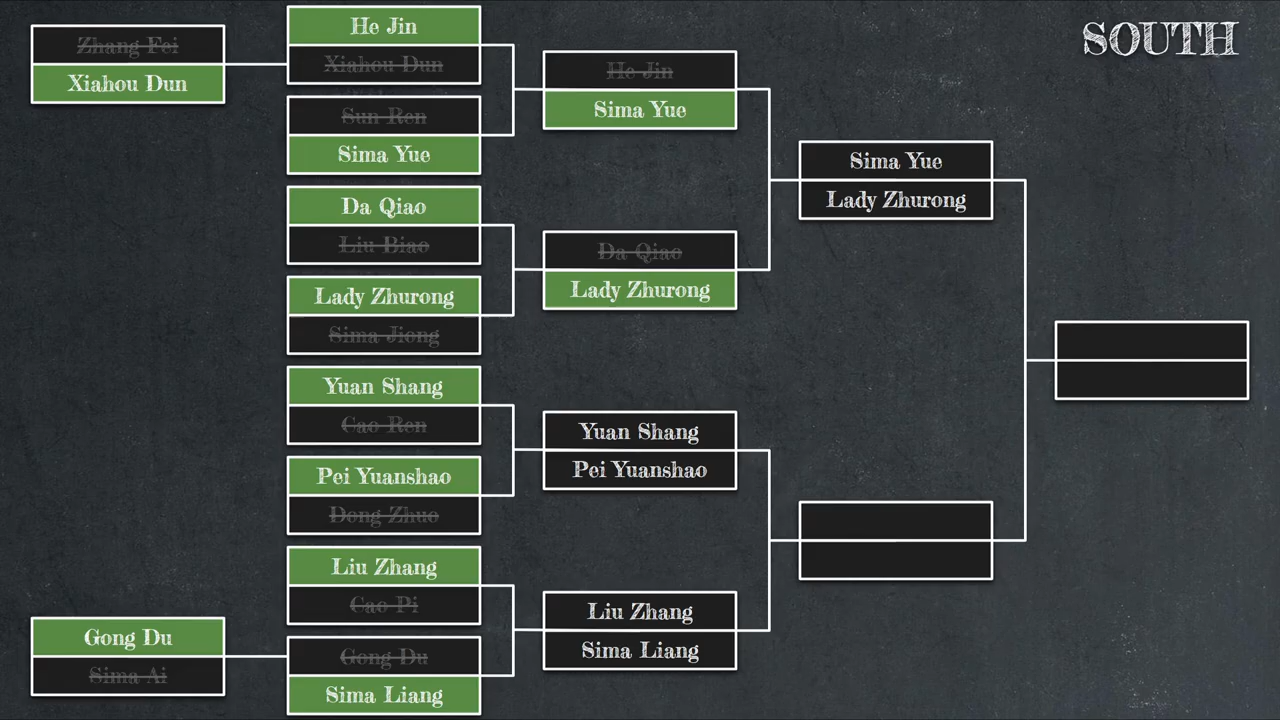 SOUTH
Zhang Fei
Xiahou Dun
Gong Du
Sima Ai
He Jin
Xiahou Dun
Sun Ren
Sima Yue
Da Qiao
Liu Biao
Lady Zhurong
Sima Jiong
Yuan Shang
Cao Ren
Pei Yuanshao
Dong Zhuo
Liu Zhang
Cao Pi
Gong Du
Sima Liang
He Jin
Sima Yue
Da Qiao
Lady Zhurong
Yuan Shang
Pei Yuanshao
Liu Zhang
Sima Liang
Sima Yue
Lady Zhurong